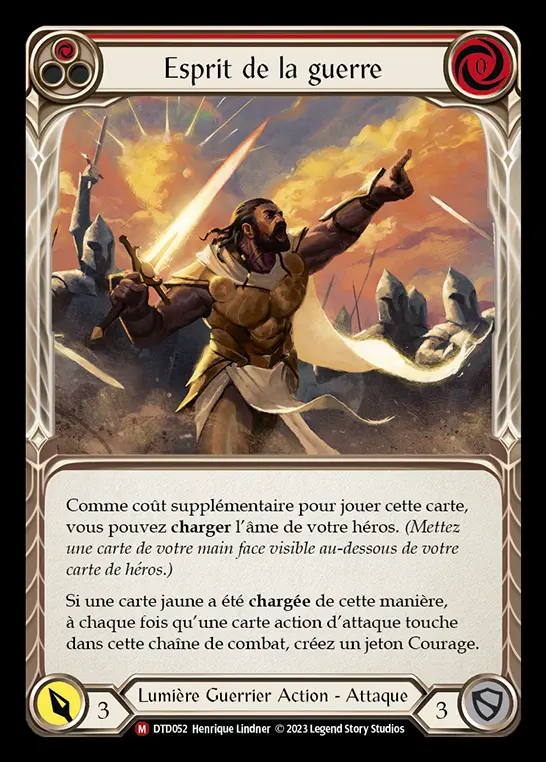 Esprit de la guerre
0
Comme coût supplémentaire pour jouer cette carte,
vous pouvez charger l'âme de votre héros. (Mettez
une carte de votre main face visible au-dessous de votre
carte de héros.)
Si une carte jaune a été chargée de cette manière,
à chaque fois qu'une carte action d'attaque touche
dans cette chaîne de combat, créez un jeton Courage.
3
Lumière Guerrier Action - Attaque
3
M DTD052 Henrique Lindner © 2023 Legend Story Studios